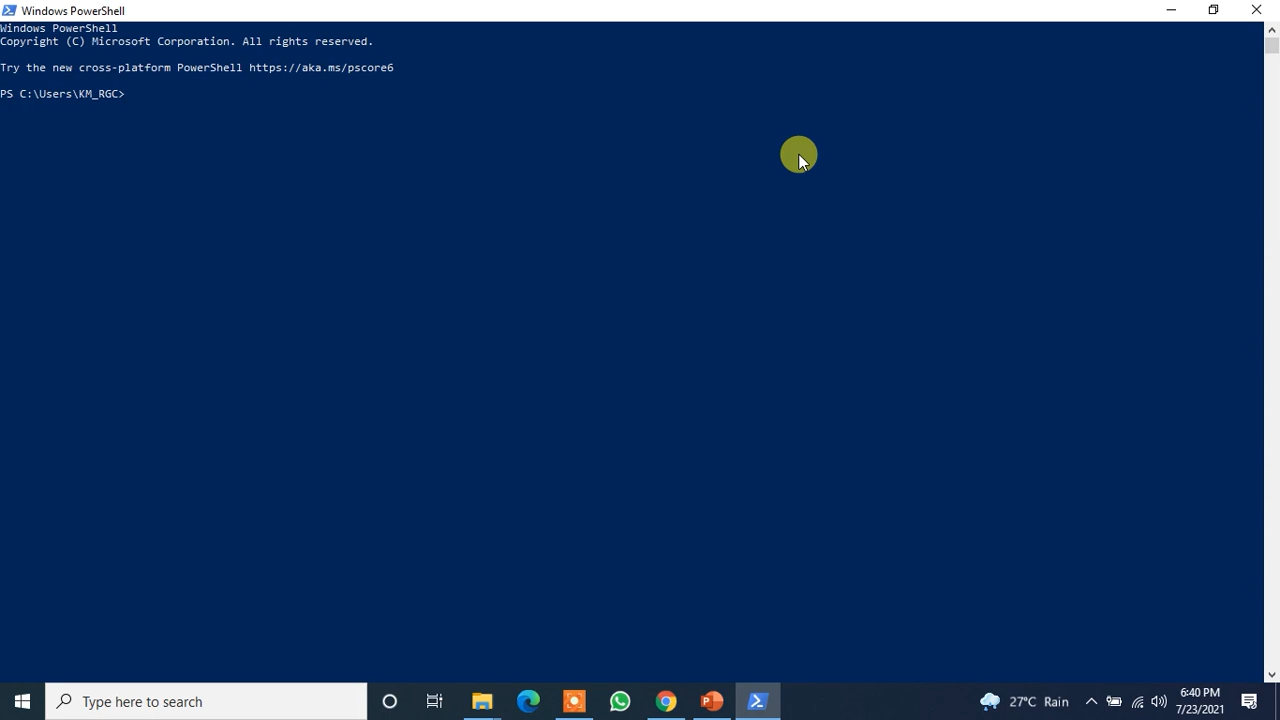 Windows PowerShell
Windows PowerShell
Copyright (C) Microsoft Corporation. All rights reserved.
Try the new cross-platform PowerShell https://aka.ms/pscore6
PS C:\Users\KM_RGC>
Type here to search
27°C Rain
6:40 PM
7/23/2021